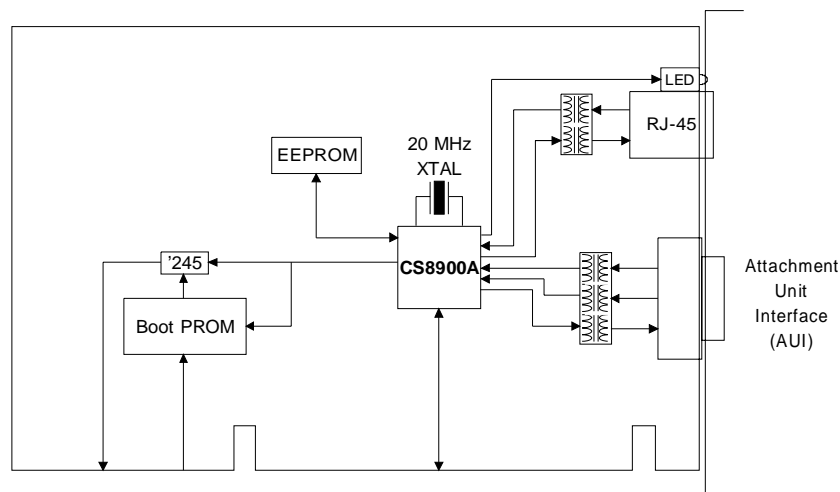 LED
RJ-45
20 MHz
XTAL
EEPROM
CS8900A
'245
Boot PROM
Attachment
Unit
Interface
(AUI)